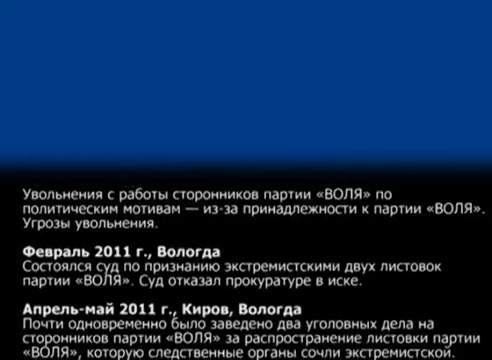 Увольнения с работы сторонников партии «ВОЛЯ» по
политическим мотивам — из-за принадлежности к партии «ВОЛЯ».
Угрозы увольнения.
Февраль 2011 г., Вологда
Состоялся суд по признанию экстремистскими двух листовок
партии «ВОЛЯ». Суд отказал прокуратуре в иске.
Апрель-май 2011 г., Киров, Вологда
Почти одновременно было заведено два уголовных дела на
сторонников партии «ВОЛЯ» за распространение листовки партии
«ВОЛЯ», которую следственные органы сочли экстремистской.